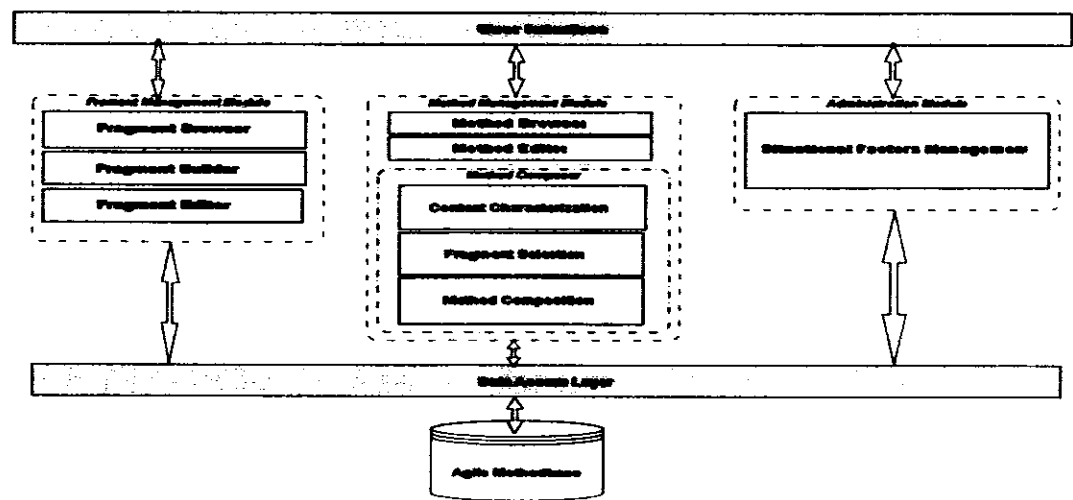 User Interface
Fragment Management Module
Fragment Browser
Fragment Builder
Fragment Editor
Method Management Module
Method Browser
Method Editor
Method Composer
Context Characterization
Fragment Selection
Method Composition
Administration Module
Situational Factors Management
Data Access Layer
Agile Methodbase